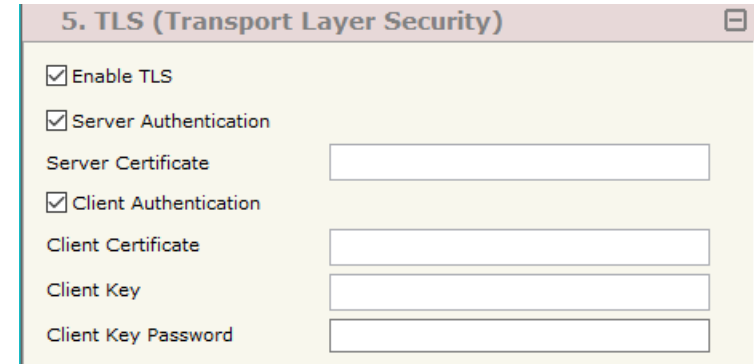 5. TLS (Transport Layer Security)
Enable TLS
Server Authentication
Server Certificate
Client Authentication
Client Certificate
Client Key
Client Key Password